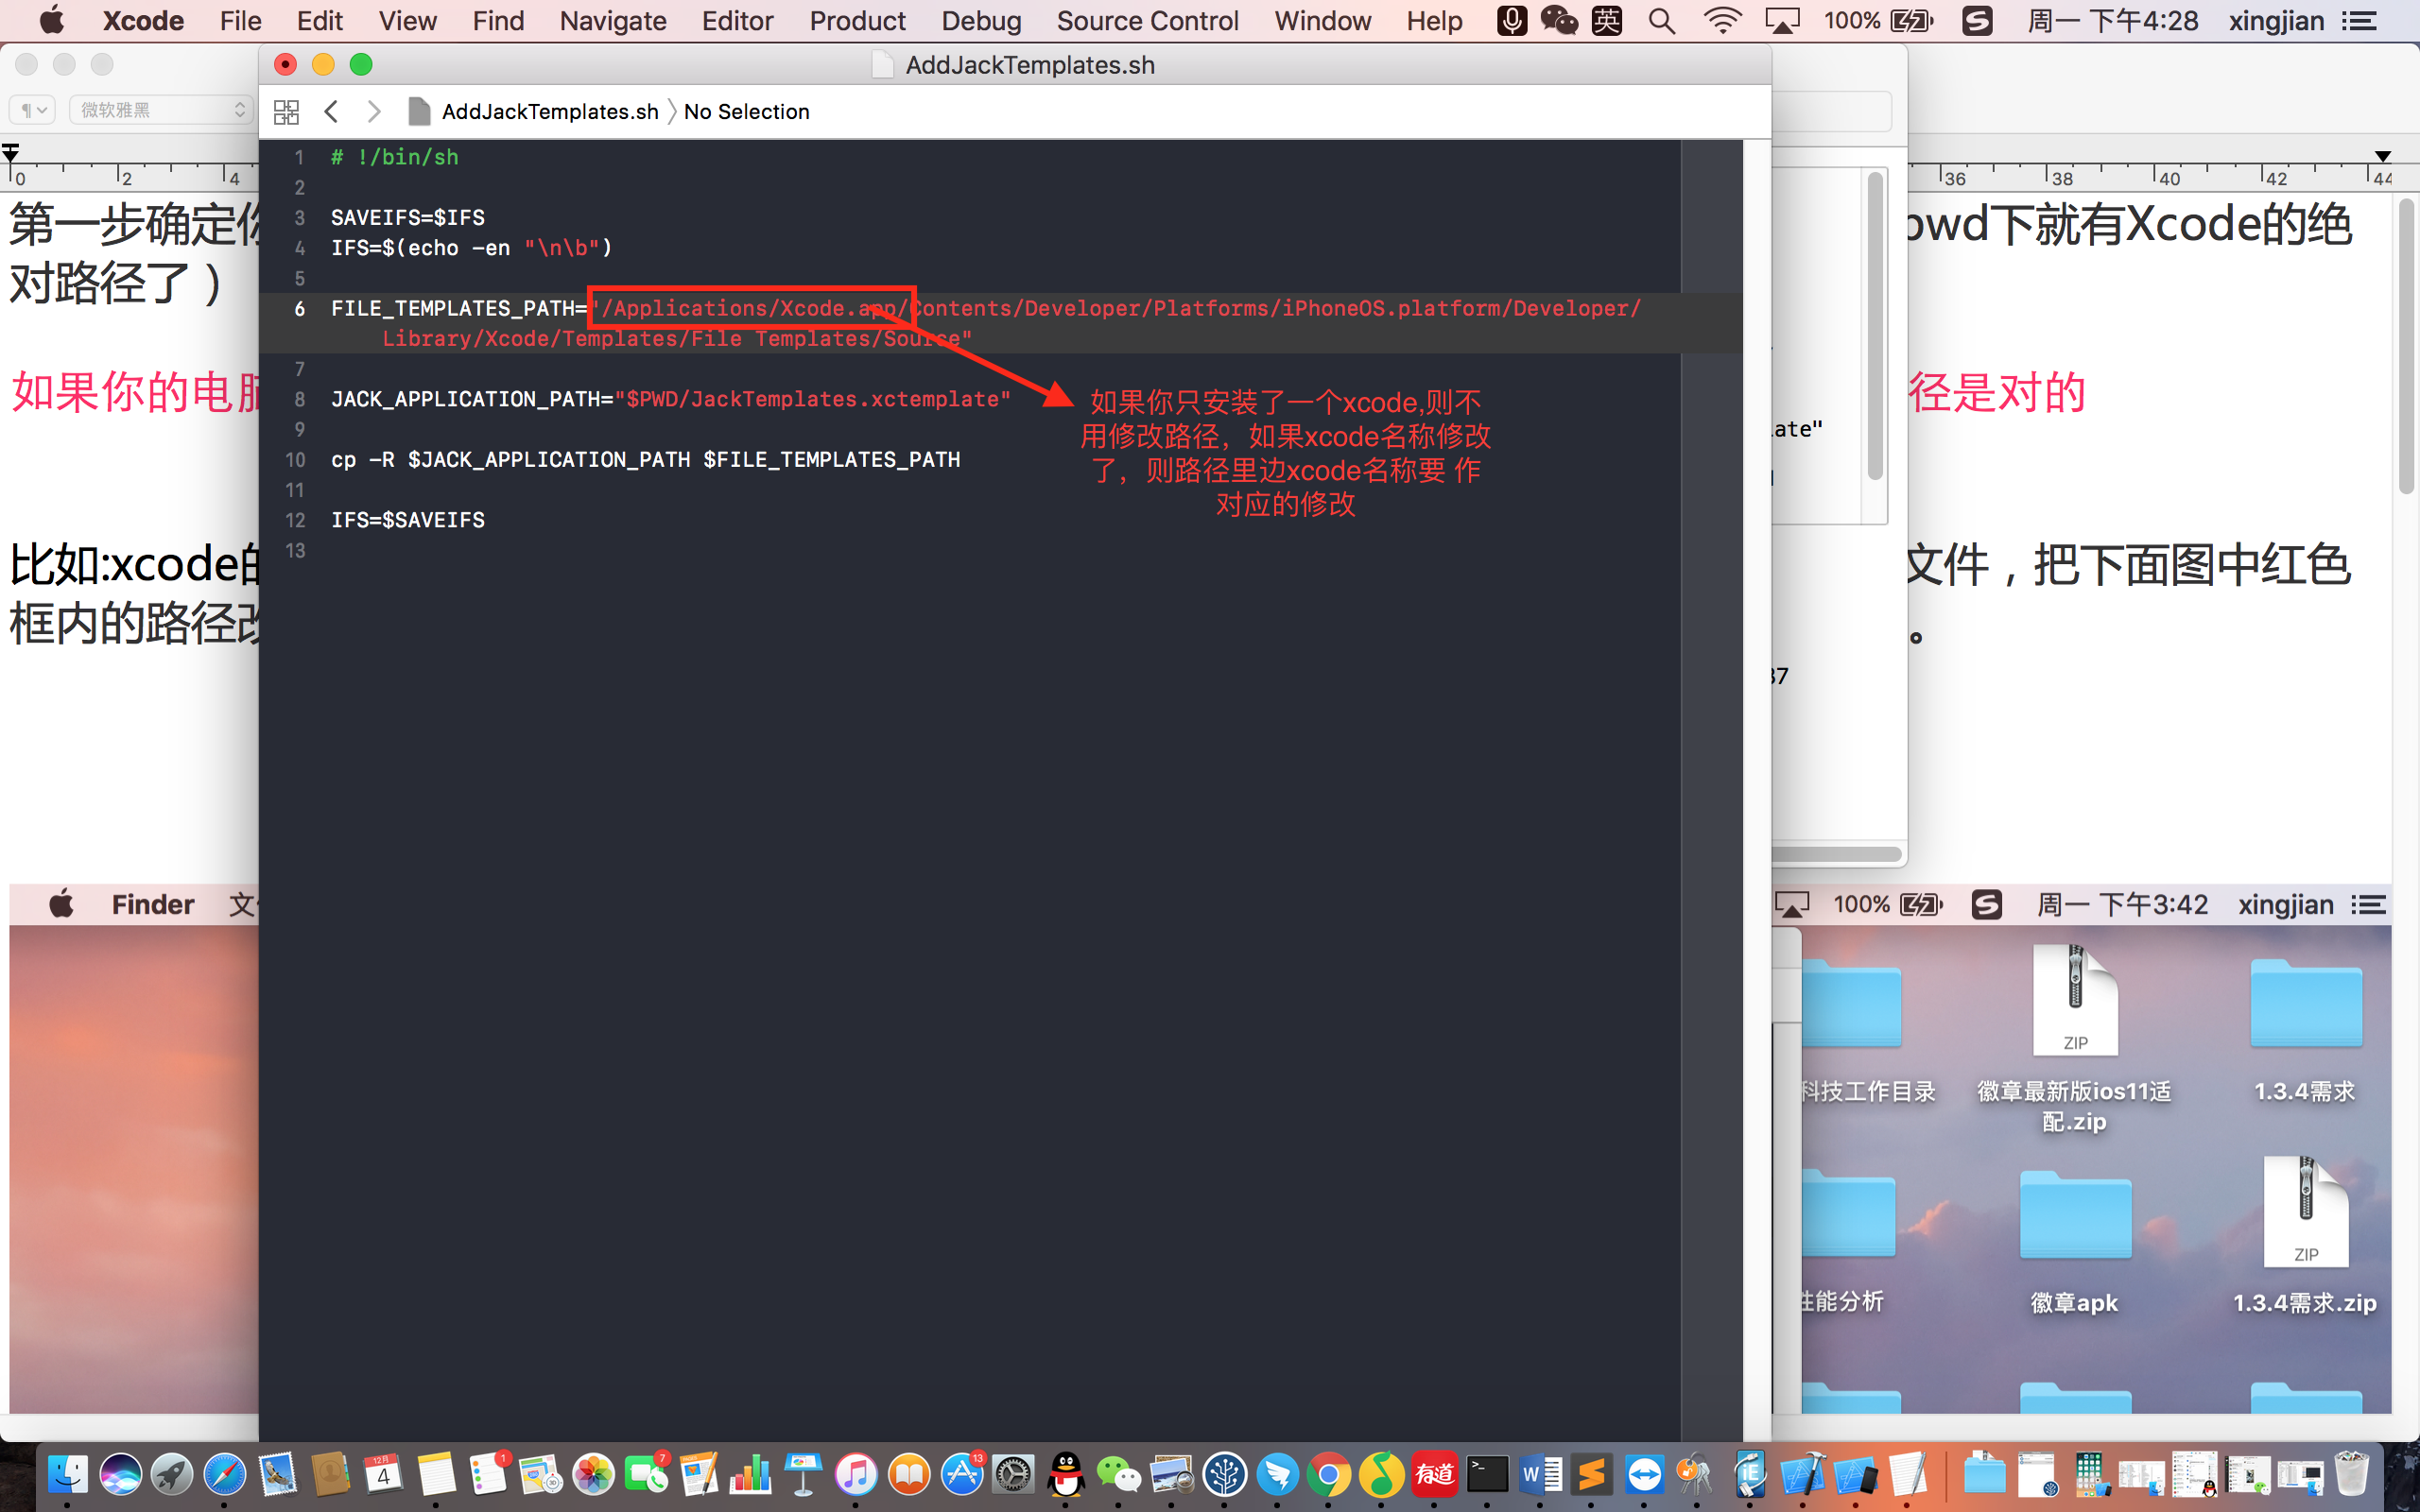 Xcode File Edit View Find Navigate Editor Product Debug Source Control Window Help 英 100% 周一 下午4:28 xingjian
AddJackTemplates.sh
微软雅黑
AddJackTemplates.sh No Selection
0 2 4 36 38 40 42 44
1 # !/bin/sh
2
3 SAVEIFS=$IFS
4 IFS=$(echo -en "\n\b")
5
6 FILE_TEMPLATES_PATH="/Applications/Xcode.app/Contents/Developer/Platforms/iPhoneOS.platform/Developer/
Library/Xcode/Templates/File Templates/Source"
7
8 JACK_APPLICATION_PATH="$PWD/JackTemplates.xctemplate"
9
10 cp -R $JACK_APPLICATION_PATH $FILE_TEMPLATES_PATH
11
12 IFS=$SAVEIFS
13
如果你只安装了一个xcode,则不
用修改路径，如果xcode名称修改
了，则路径里边xcode名称要 作
对应的修改
第一步确定
pwd下就有Xcode的绝
对路径了）
如果你的电脑
径是对的
ate"
比如:xcode的
文件，把下面图中红色
框内的路径改
。
37
Finder 文
100% 周一 下午3:42 xingjian
ZIP
科技工作目录
徽章最新版ios11适
配.zip
1.3.4需求
ZIP
性能分析
徽章apk
1.3.4需求.zip
12月
4
1
7
13
有道
W
iE